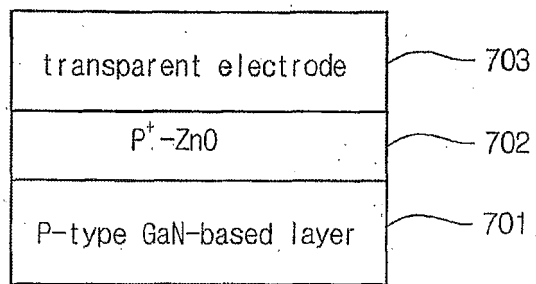 transparent electrode 703
P⁺-ZnO 702
P-type GaN-based layer 701